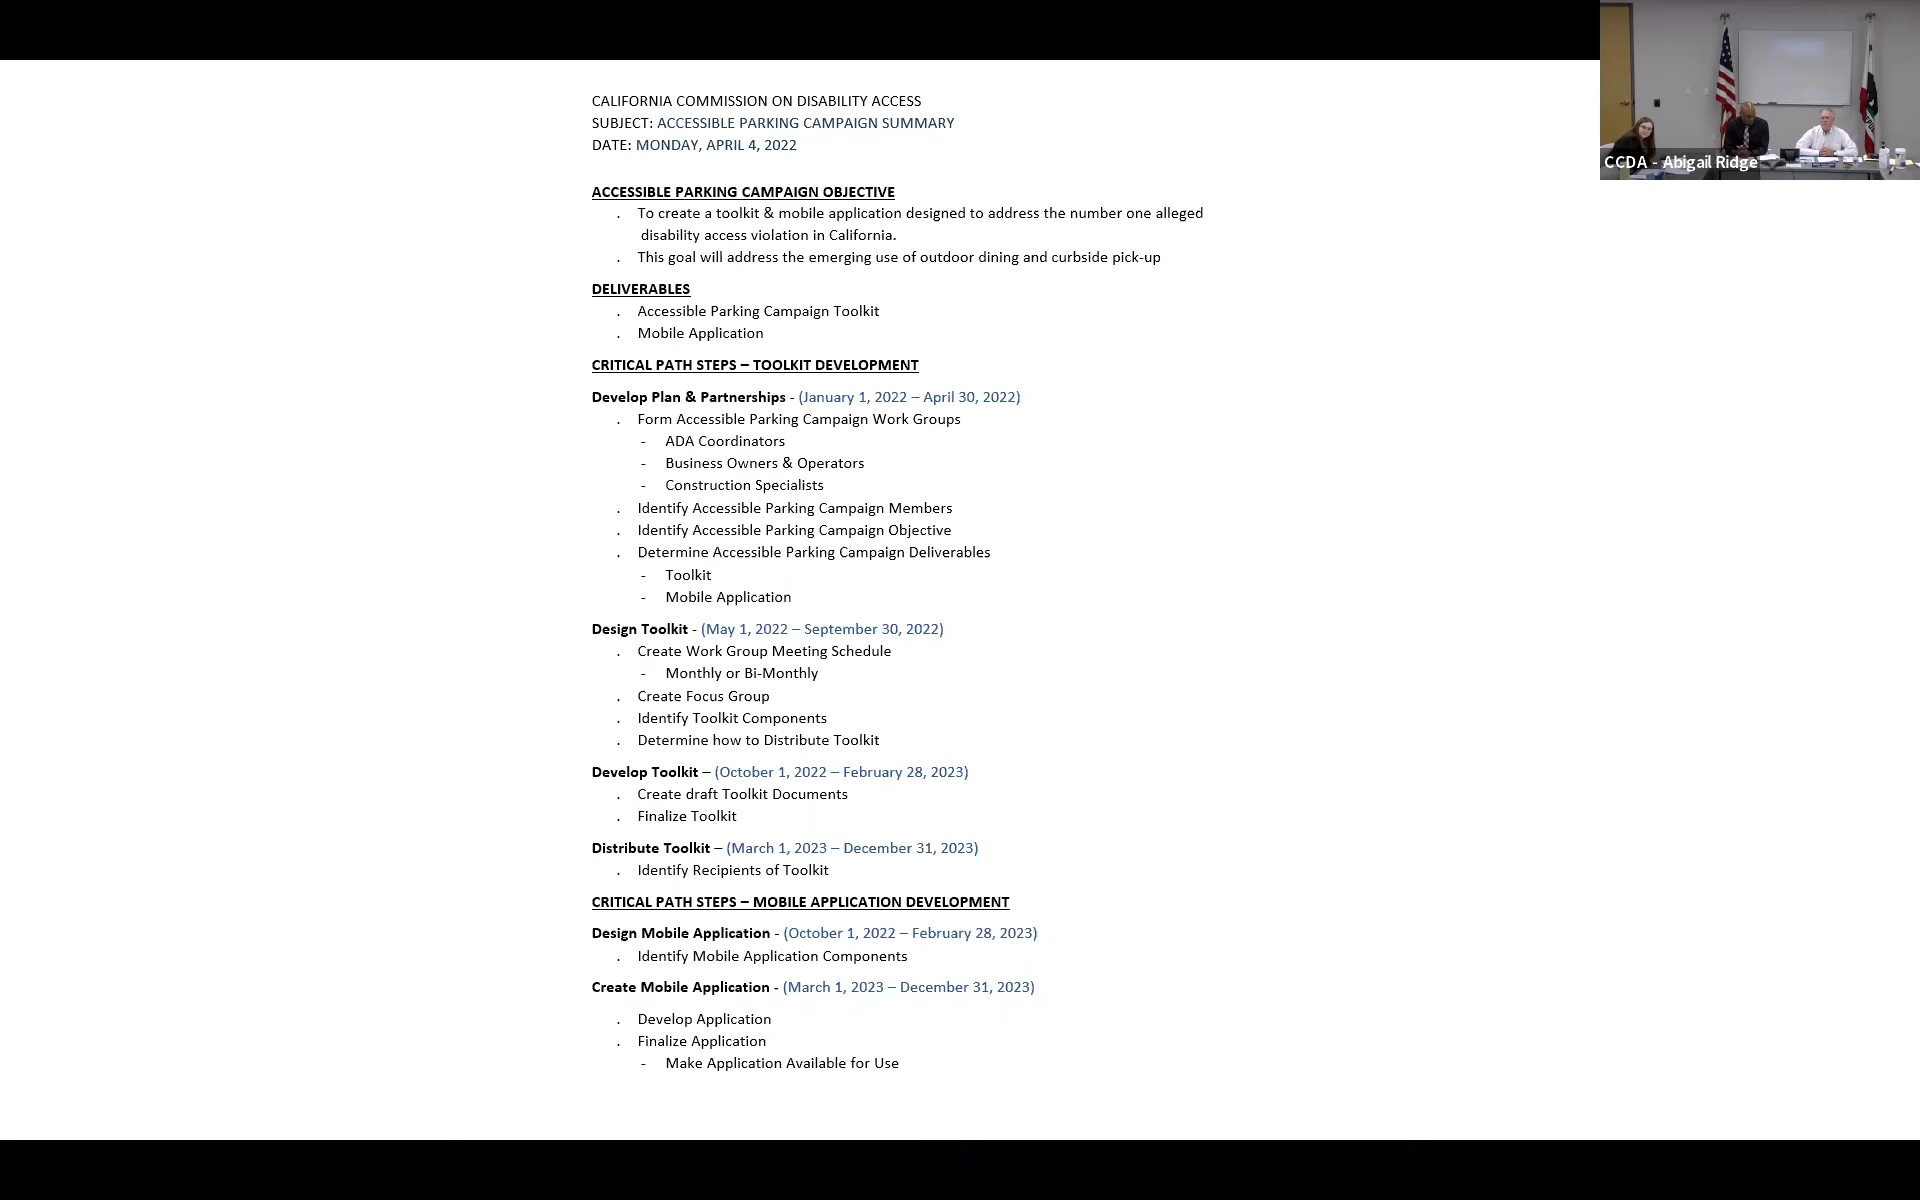 CALIFORNIA COMMISSION ON DISABILITY ACCESS
SUBJECT: ACCESSIBLE PARKING CAMPAIGN SUMMARY
DATE: MONDAY, APRIL 4, 2022
CCDA - Abigail Ridge
ACCESSIBLE PARKING CAMPAIGN OBJECTIVE
. To create a toolkit & mobile application designed to address the number one alleged
disability access violation in California.
. This goal will address the emerging use of outdoor dining and curbside pick-up
DELIVERABLES
. Accessible Parking Campaign Toolkit
. Mobile Application
CRITICAL PATH STEPS – TOOLKIT DEVELOPMENT
Develop Plan & Partnerships - (January 1, 2022 – April 30, 2022)
. Form Accessible Parking Campaign Work Groups
- ADA Coordinators
- Business Owners & Operators
- Construction Specialists
. Identify Accessible Parking Campaign Members
. Identify Accessible Parking Campaign Objective
. Determine Accessible Parking Campaign Deliverables
- Toolkit
- Mobile Application
Design Toolkit - (May 1, 2022 – September 30, 2022)
. Create Work Group Meeting Schedule
- Monthly or Bi-Monthly
. Create Focus Group
. Identify Toolkit Components
. Determine how to Distribute Toolkit
Develop Toolkit – (October 1, 2022 – February 28, 2023)
. Create draft Toolkit Documents
. Finalize Toolkit
Distribute Toolkit – (March 1, 2023 – December 31, 2023)
. Identify Recipients of Toolkit
CRITICAL PATH STEPS – MOBILE APPLICATION DEVELOPMENT
Design Mobile Application - (October 1, 2022 – February 28, 2023)
. Identify Mobile Application Components
Create Mobile Application - (March 1, 2023 – December 31, 2023)
. Develop Application
. Finalize Application
- Make Application Available for Use